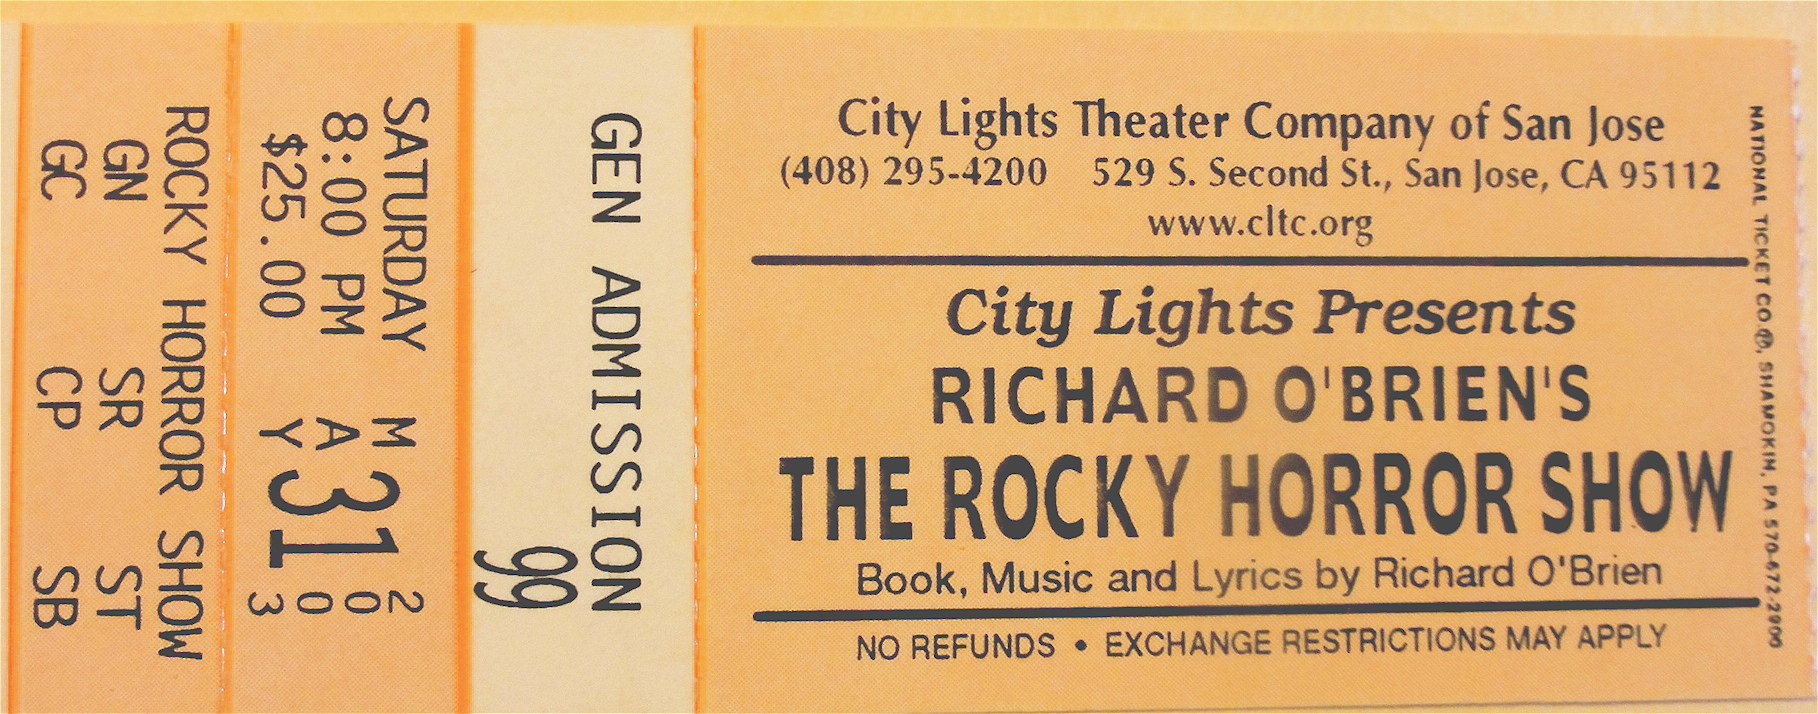 City Lights Theater Company of San Jose
(408) 295-4200 529 S. Second St., San Jose, CA 95112
www.cltc.org
City Lights Presents
RICHARD O'BRIEN'S
THE ROCKY HORROR SHOW
Book, Music and Lyrics by Richard O'Brien
NO REFUNDS • EXCHANGE RESTRICTIONS MAY APPLY
NATIONAL TICKET CO.®, SHAMOKIN, PA 570-672-2900
GEN ADMISSION
99
SATURDAY
8:00 PM
$25.00
MAY
31
2003
ROCKY HORROR SHOW
GN SR ST
GC CP SB